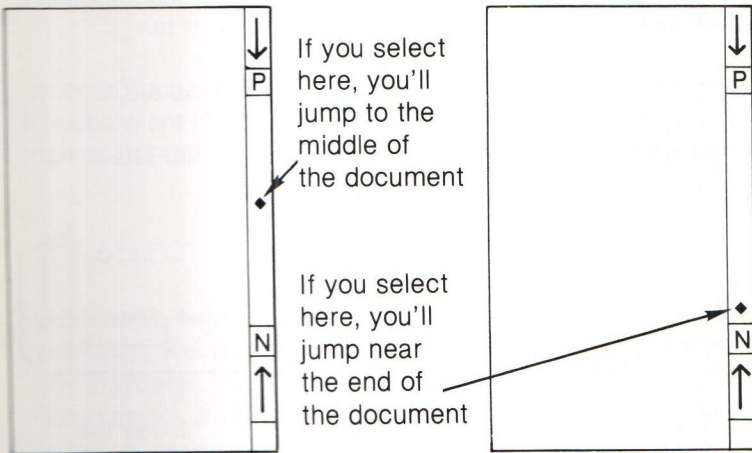 P
If you select
here, you'll
jump to the
middle of
the document
N
P
If you select
here, you'll
jump near
the end of
the document
N